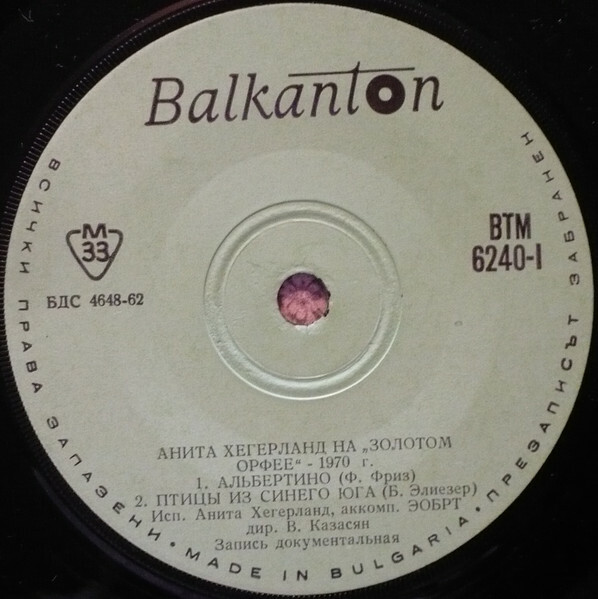 Balkanton
ВСИЧКИ ПРАВА ЗАПАЗЕНИ · MADE IN BULGARIA · ПРЕЗАПИСЪТ ЗАБРАНЕН
М
33
БДС 4648-62
ВТМ
6240-I
АНИТА ХЕГЕРЛАНД НА „ЗОЛОТОМ
ОРФЕЕ“ - 1970 г.
1. АЛЬБЕРТИНО (Ф. Фриз)
2. ПТИЦЫ ИЗ СИНЕГО ЮГА (Б. Элиезер)
Исп. Анита Хегерланд, аккомп. ЭОБРТ
дир. В. Казасян
Запись документальная